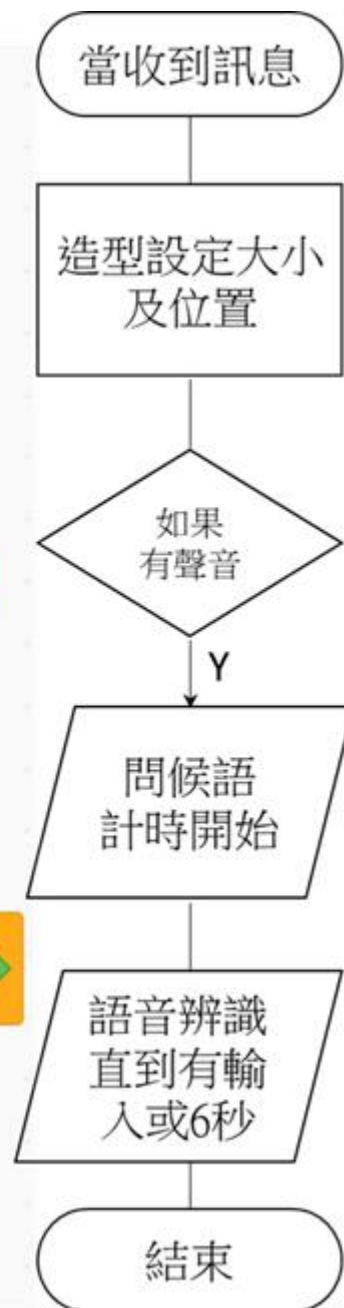 當收到訊息
造型設定大小
及位置
如果
有聲音
Y
問候語
計時開始
語音辨識
直到有輸
入或6秒
結束